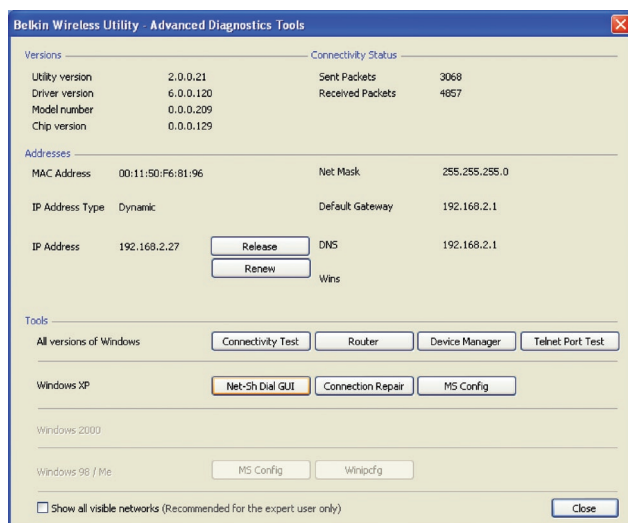 Belkin Wireless Utility - Advanced Diagnostics Tools
Versions
Utility version 2.0.0.21
Driver version 6.0.0.120
Model number 0.0.0.209
Chip version 0.0.0.129
Connectivity Status
Sent Packets 3068
Received Packets 4857
Addresses
MAC Address 00:11:50:F6:81:96 Net Mask 255.255.255.0
IP Address Type Dynamic Default Gateway 192.168.2.1
IP Address 192.168.2.27 Release DNS 192.168.2.1
Renew Wins
Tools
All versions of Windows Connectivity Test Router Device Manager Telnet Port Test
Windows XP Net-Sh Dial GUI Connection Repair MS Config
Windows 2000
Windows 98 / Me MS Config Winipcfg
Show all visible networks (Recommended for the expert user only) Close